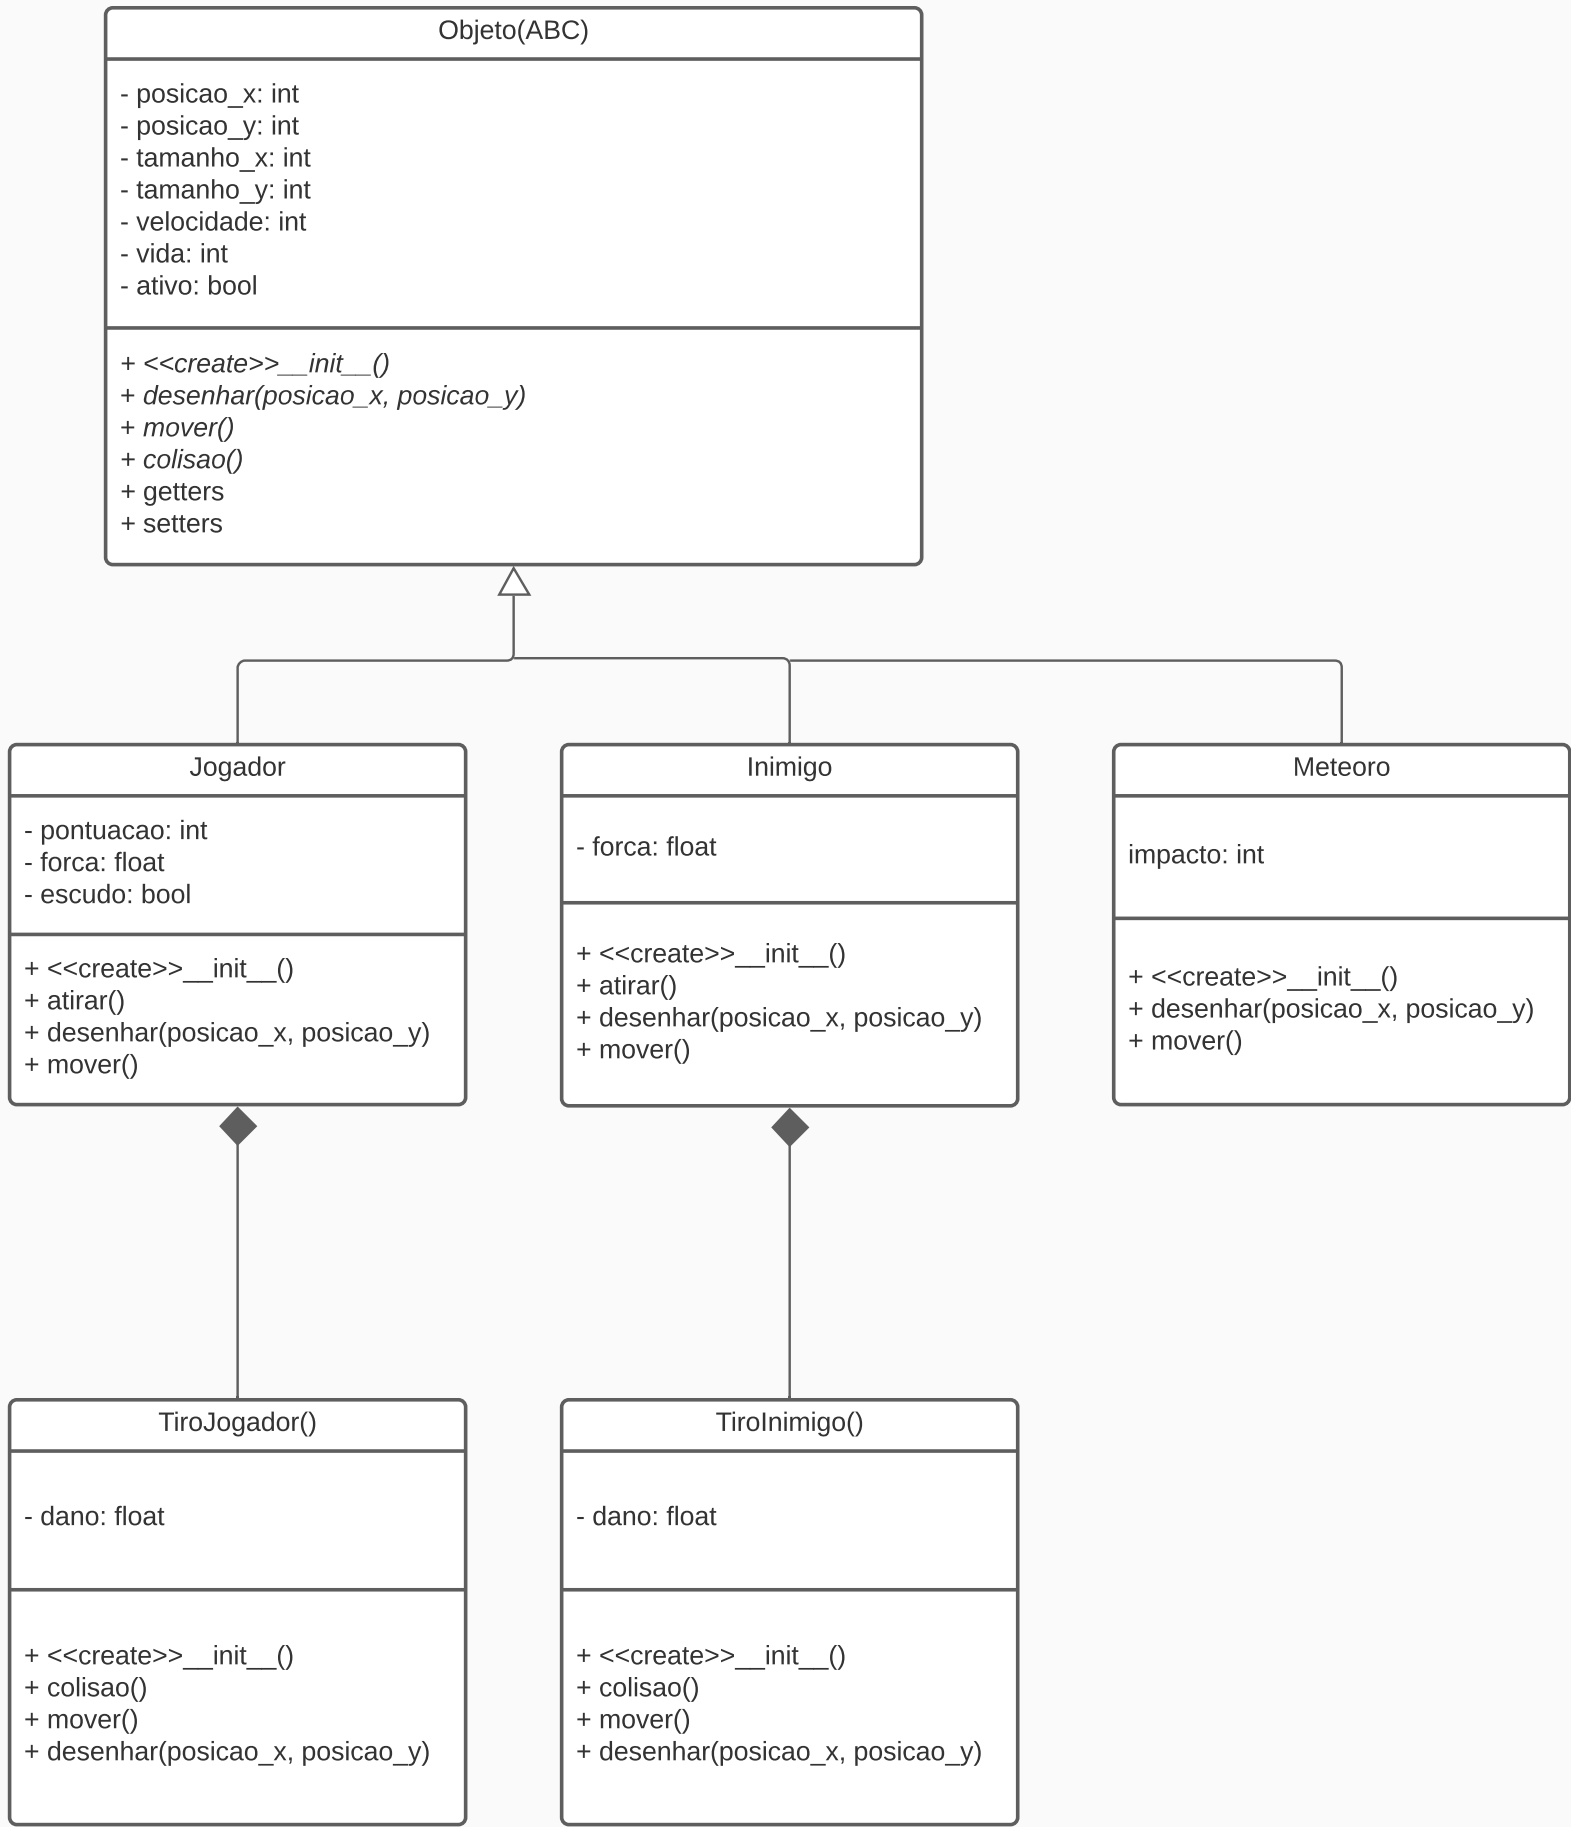 Objeto(ABC)
- posicao_x: int
- posicao_y: int
- tamanho_x: int
- tamanho_y: int
- velocidade: int
- vida: int
- ativo: bool
+ <<create>>__init__()
+ desenhar(posicao_x, posicao_y)
+ mover()
+ colisao()
+ getters
+ setters
Jogador
- pontuacao: int
- forca: float
- escudo: bool
+ <<create>>__init__()
+ atirar()
+ desenhar(posicao_x, posicao_y)
+ mover()
Inimigo
- forca: float
+ <<create>>__init__()
+ atirar()
+ desenhar(posicao_x, posicao_y)
+ mover()
Meteoro
impacto: int
+ <<create>>__init__()
+ desenhar(posicao_x, posicao_y)
+ mover()
TiroJogador()
- dano: float
+ <<create>>__init__()
+ colisao()
+ mover()
+ desenhar(posicao_x, posicao_y)
TiroInimigo()
- dano: float
+ <<create>>__init__()
+ colisao()
+ mover()
+ desenhar(posicao_x, posicao_y)